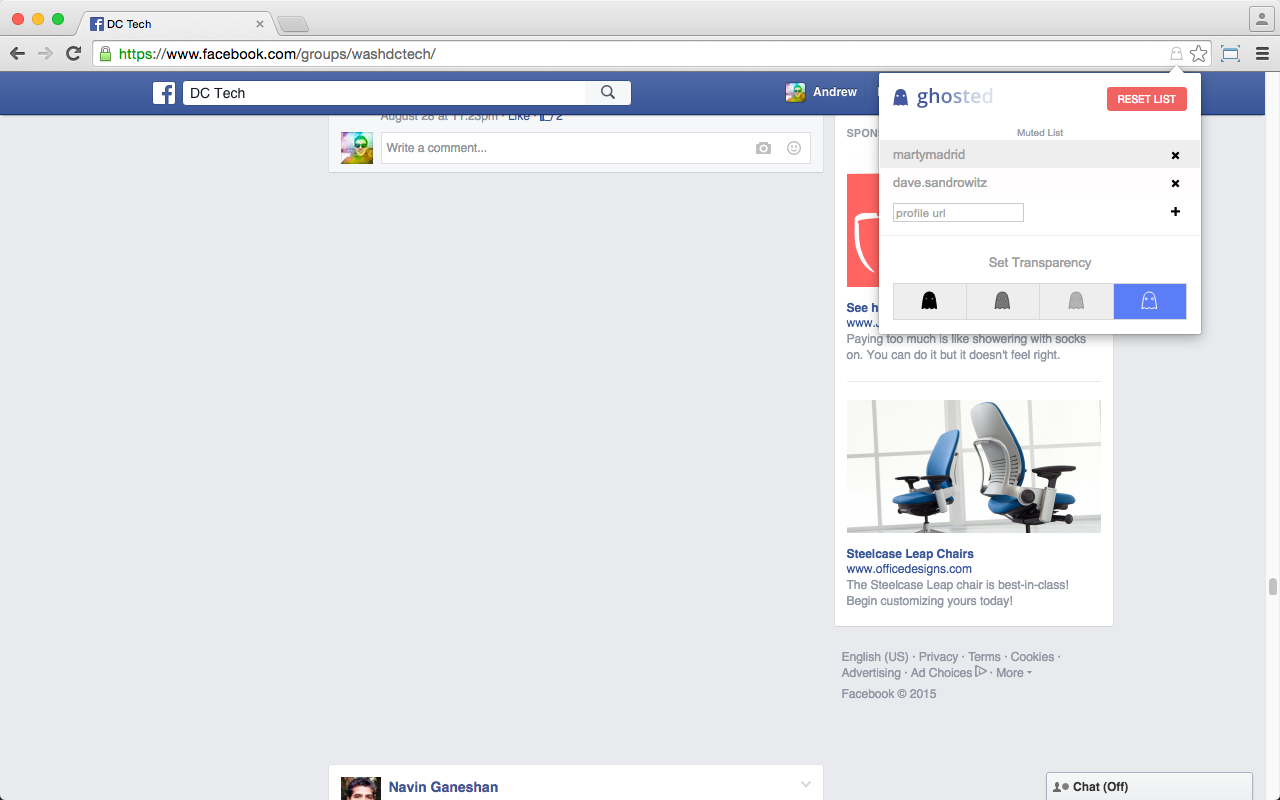 DC Tech
https://www.facebook.com/groups/washdctech/
DC Tech
Andrew
August 28 at 11:23pm · Like · 2
Write a comment...
ghosted
RESET LIST
Muted List
martymadrid
dave.sandrowitz
profile url
Set Transparency
SPONS
See h
www.J
Paying too much is like showering with socks
on. You can do it but it doesn't feel right.
Steelcase Leap Chairs
www.officedesigns.com
The Steelcase Leap chair is best-in-class!
Begin customizing yours today!
English (US) · Privacy · Terms · Cookies ·
Advertising · Ad Choices · More
Facebook © 2015
Navin Ganeshan
Chat (Off)